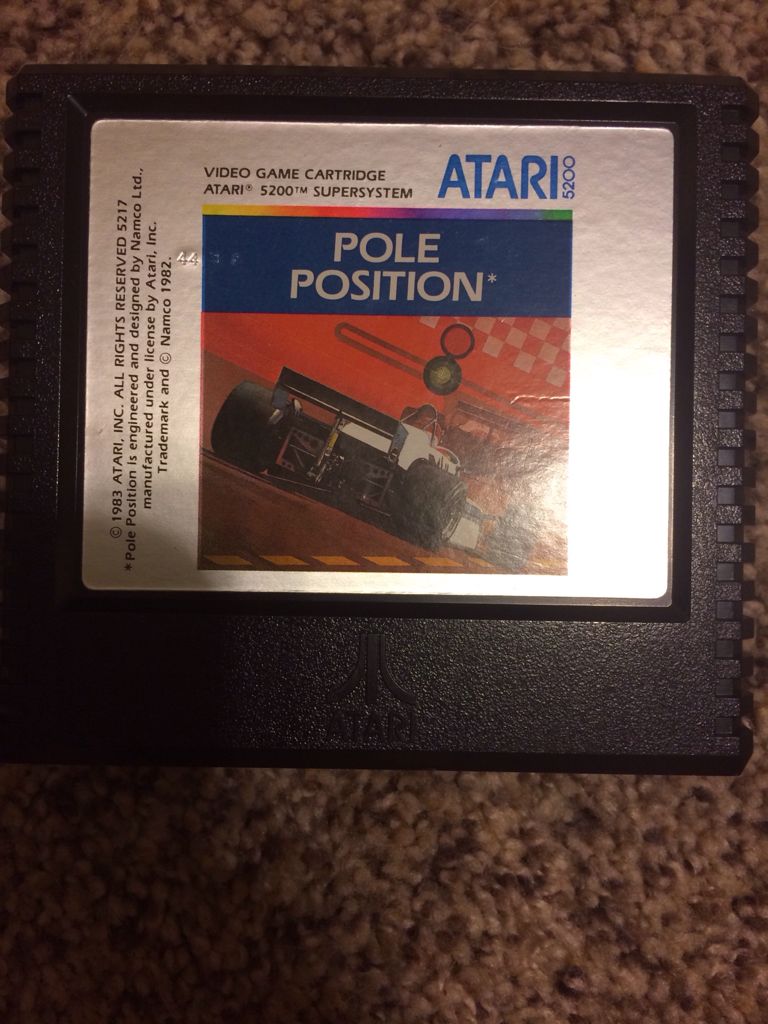 VIDEO GAME CARTRIDGE
ATARI® 5200™ SUPERSYSTEM
ATARI 5200
POLE
POSITION*
44
© 1983 ATARI, INC. ALL RIGHTS RESERVED 5217
*Pole Position is engineered and designed by Namco Ltd.,
manufactured under license by Atari, Inc.
Trademark and © Namco 1982.
ATARI